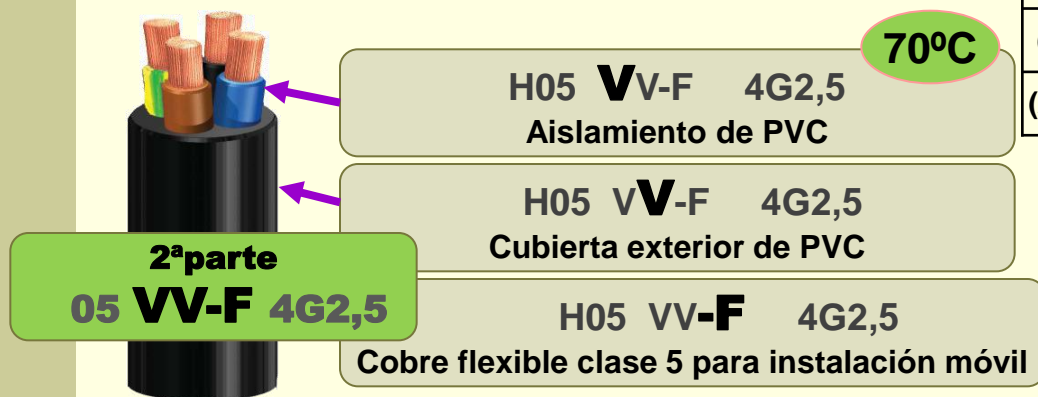 70ºC
H05 VV-F 4G2,5
Aislamiento de PVC
(
H05 VV-F 4G2,5
Cubierta exterior de PVC
2ªparte
05 VV-F 4G2,5
H05 VV-F 4G2,5
Cobre flexible clase 5 para instalación móvil